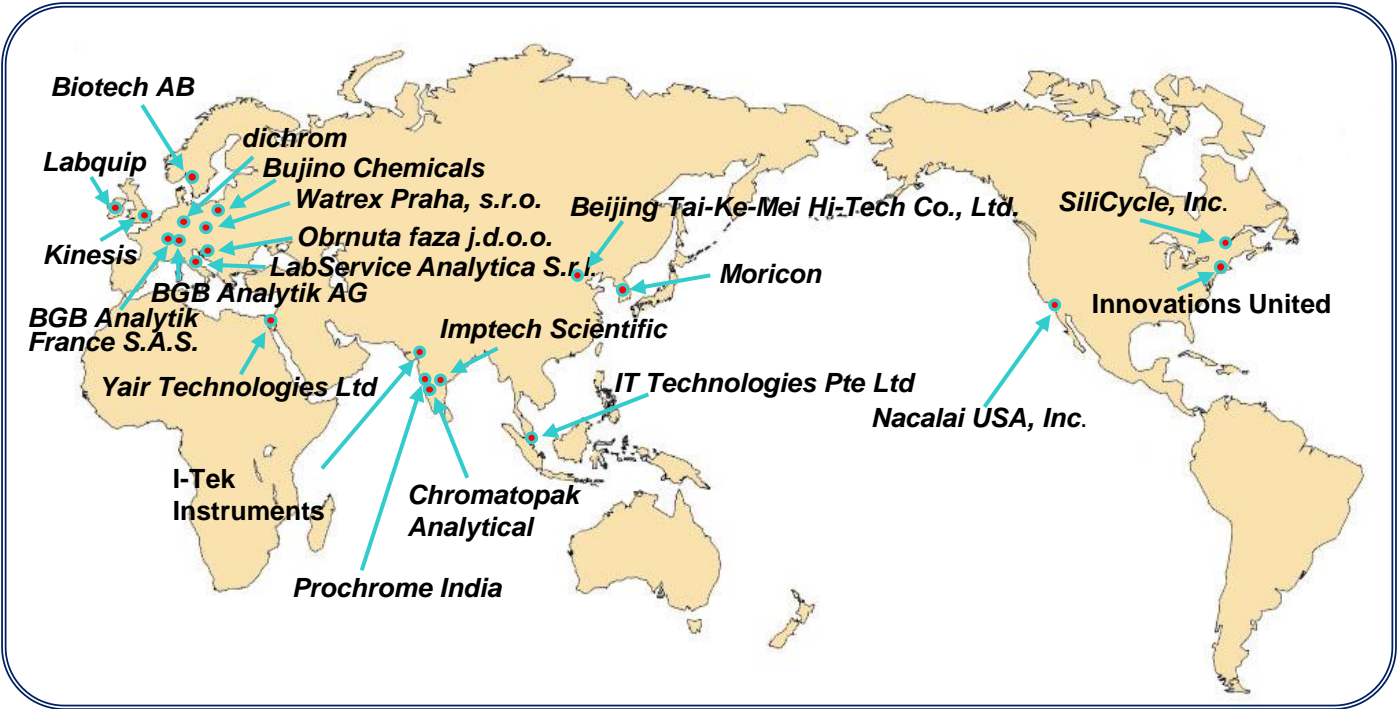 Biotech AB
dichrom
Labquip
Bujino Chemicals
Watrex Praha, s.r.o.
Beijing Tai-Ke-Mei Hi-Tech Co., Ltd.
SiliCycle, Inc.
Kinesis
Obrnuta faza j.d.o.o.
LabService Analytica S.r.l.
Moricon
BGB Analytik AG
Innovations United
BGB Analytik
France S.A.S.
Imptech Scientific
Yair Technologies Ltd
IT Technologies Pte Ltd
Nacalai USA, Inc.
I-Tek
Instruments
Chromatopak
Analytical
Prochrome India